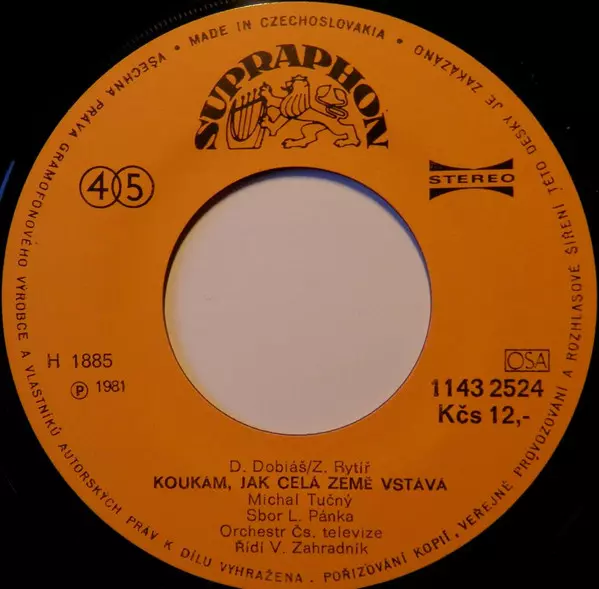 VŠECHNA PRÁVA GRAMOFONOVÉHO VÝROBCE A VLASTNÍKŮ AUTORSKÝCH PRÁV K DÍLU VYHRAŽENA. POŘIZOVÁNÍ KOPIÍ, VEŘEJNÉ PROVOZOVÁNÍ A ROZHLASOVÉ ŠÍŘENÍ TÉTO DESKY JE ZAKÁZÁNO • MADE IN CZECHOSLOVAKIA •
SUPRAPHON
45
STEREO
H 1885
Ⓟ 1981
OSA
1143 2524
Kčs 12,-
D. Dobiáš/Z. Rytíř
KOUKÁM, JAK CELÁ ZEMĚ VSTÁVÁ
Michal Tučný
Sbor L. Pánka
Orchestr Čs. televize
Řídí V. Zahradník